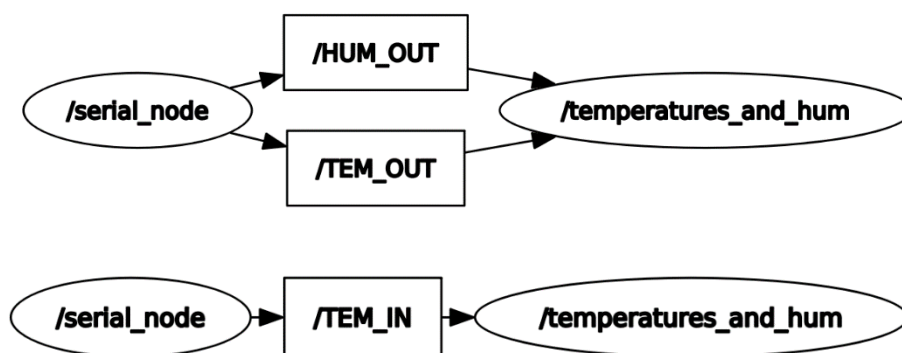 /HUM_OUT
/serial_node
/temperatures_and_hum
/TEM_OUT
/serial_node
/TEM_IN
/temperatures_and_hum